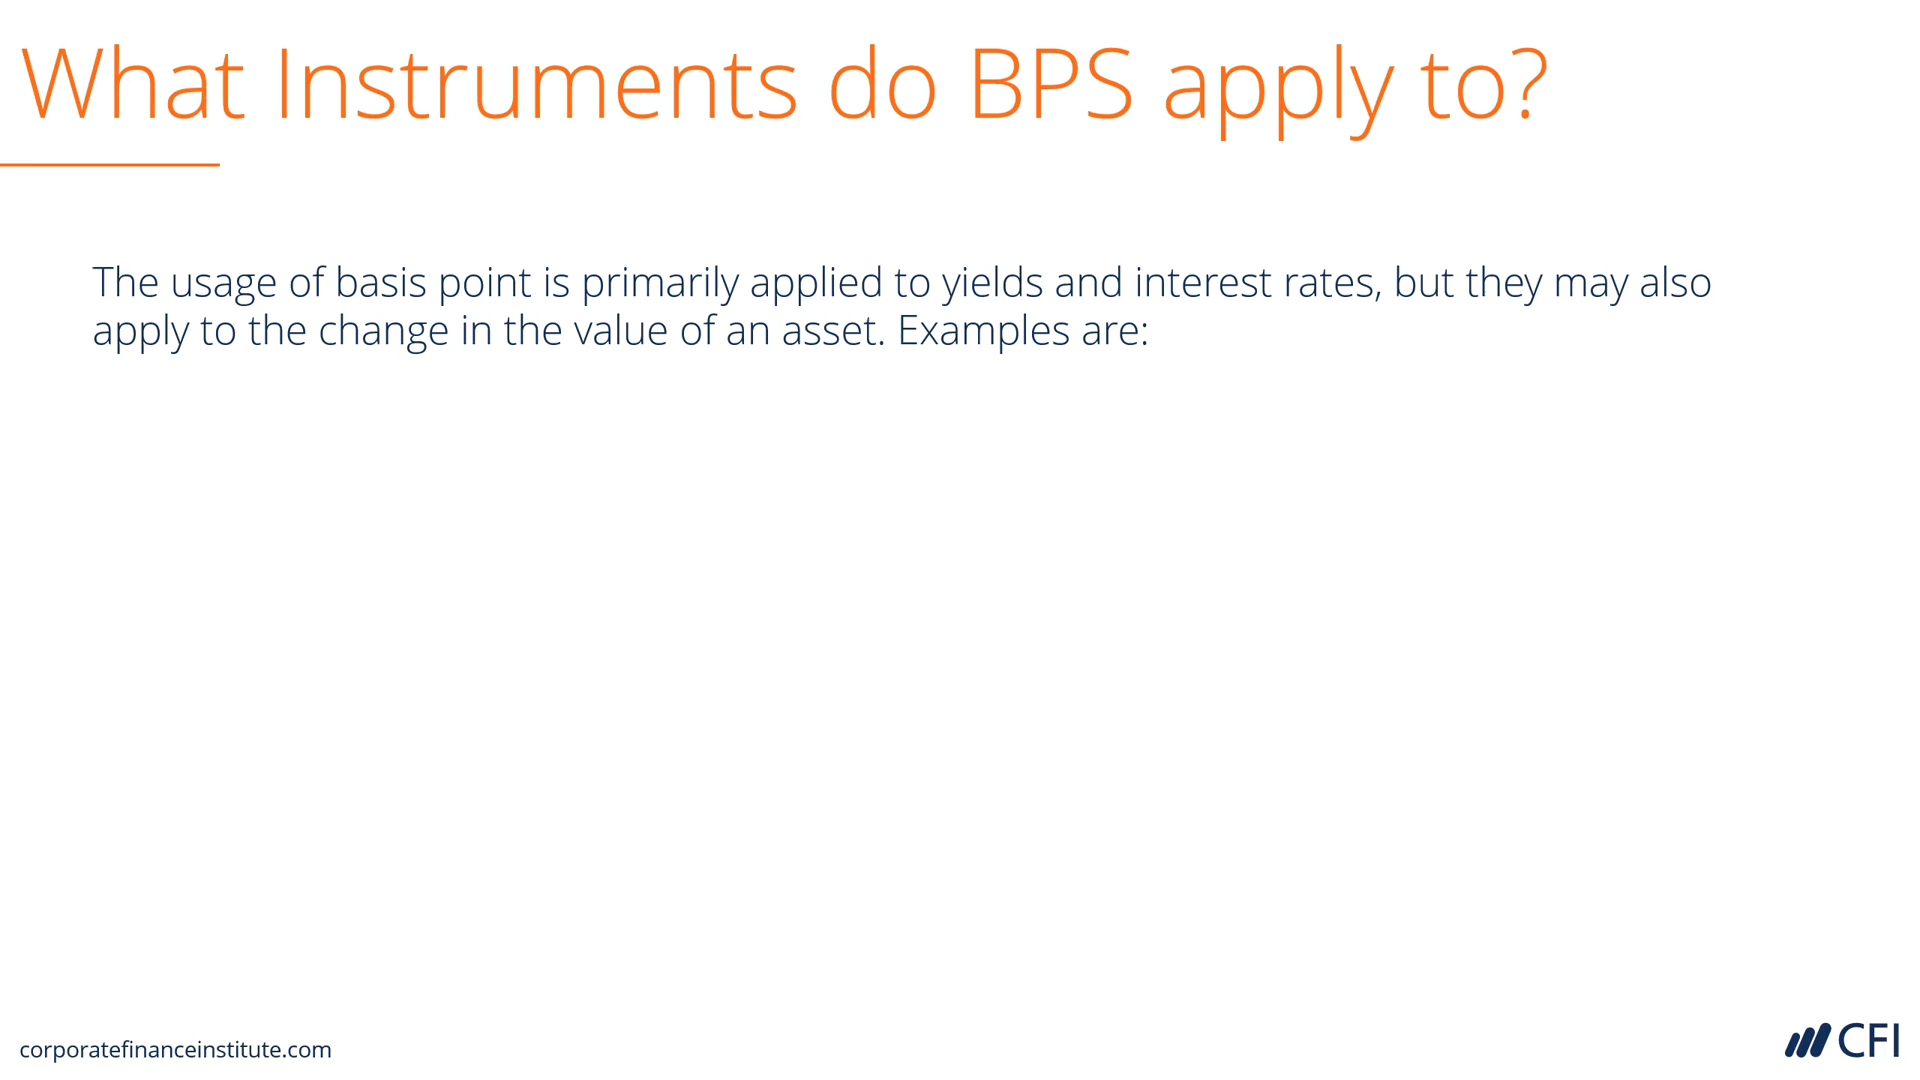 What Instruments do BPS apply to?
The usage of basis point is primarily applied to yields and interest rates, but they may also
apply to the change in the value of an asset. Examples are:
corporatefinanceinstitute.com
CFI